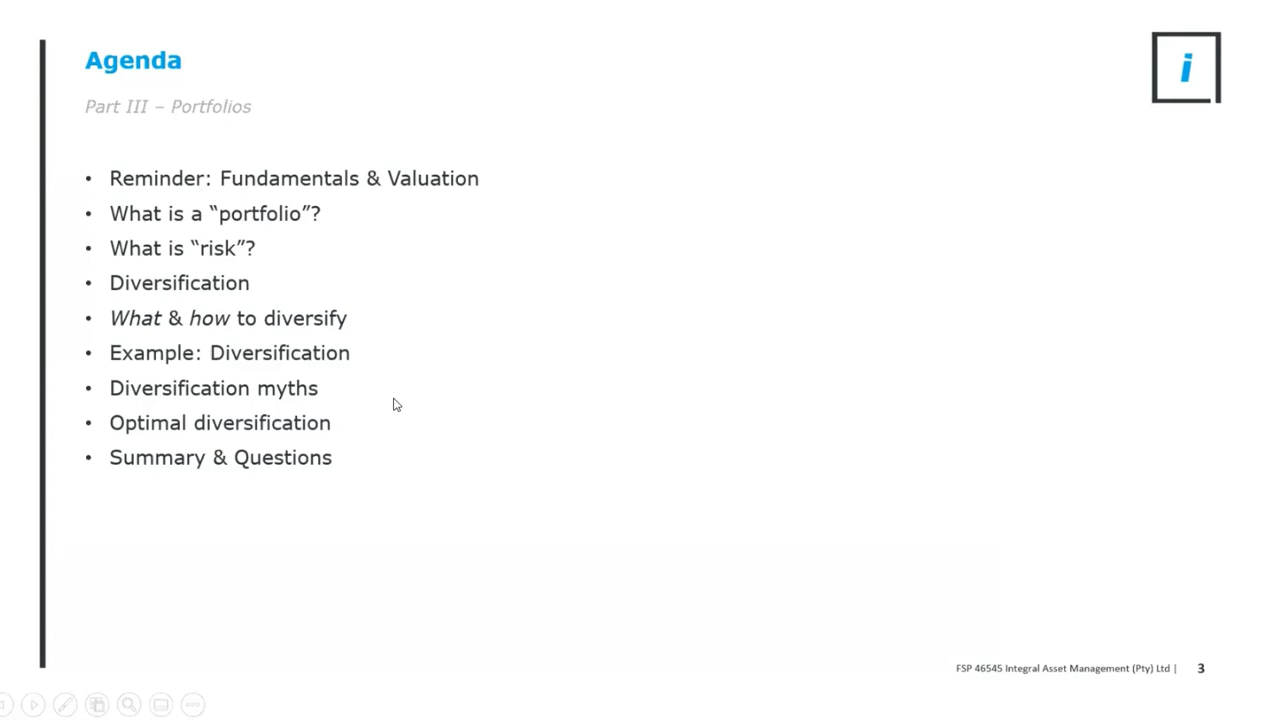 Agenda
i
Part III – Portfolios
• Reminder: Fundamentals & Valuation
• What is a “portfolio”?
• What is “risk”?
• Diversification
• What & how to diversify
• Example: Diversification
• Diversification myths
• Optimal diversification
• Summary & Questions
FSP 46545 Integral Asset Management (Pty) Ltd | 3